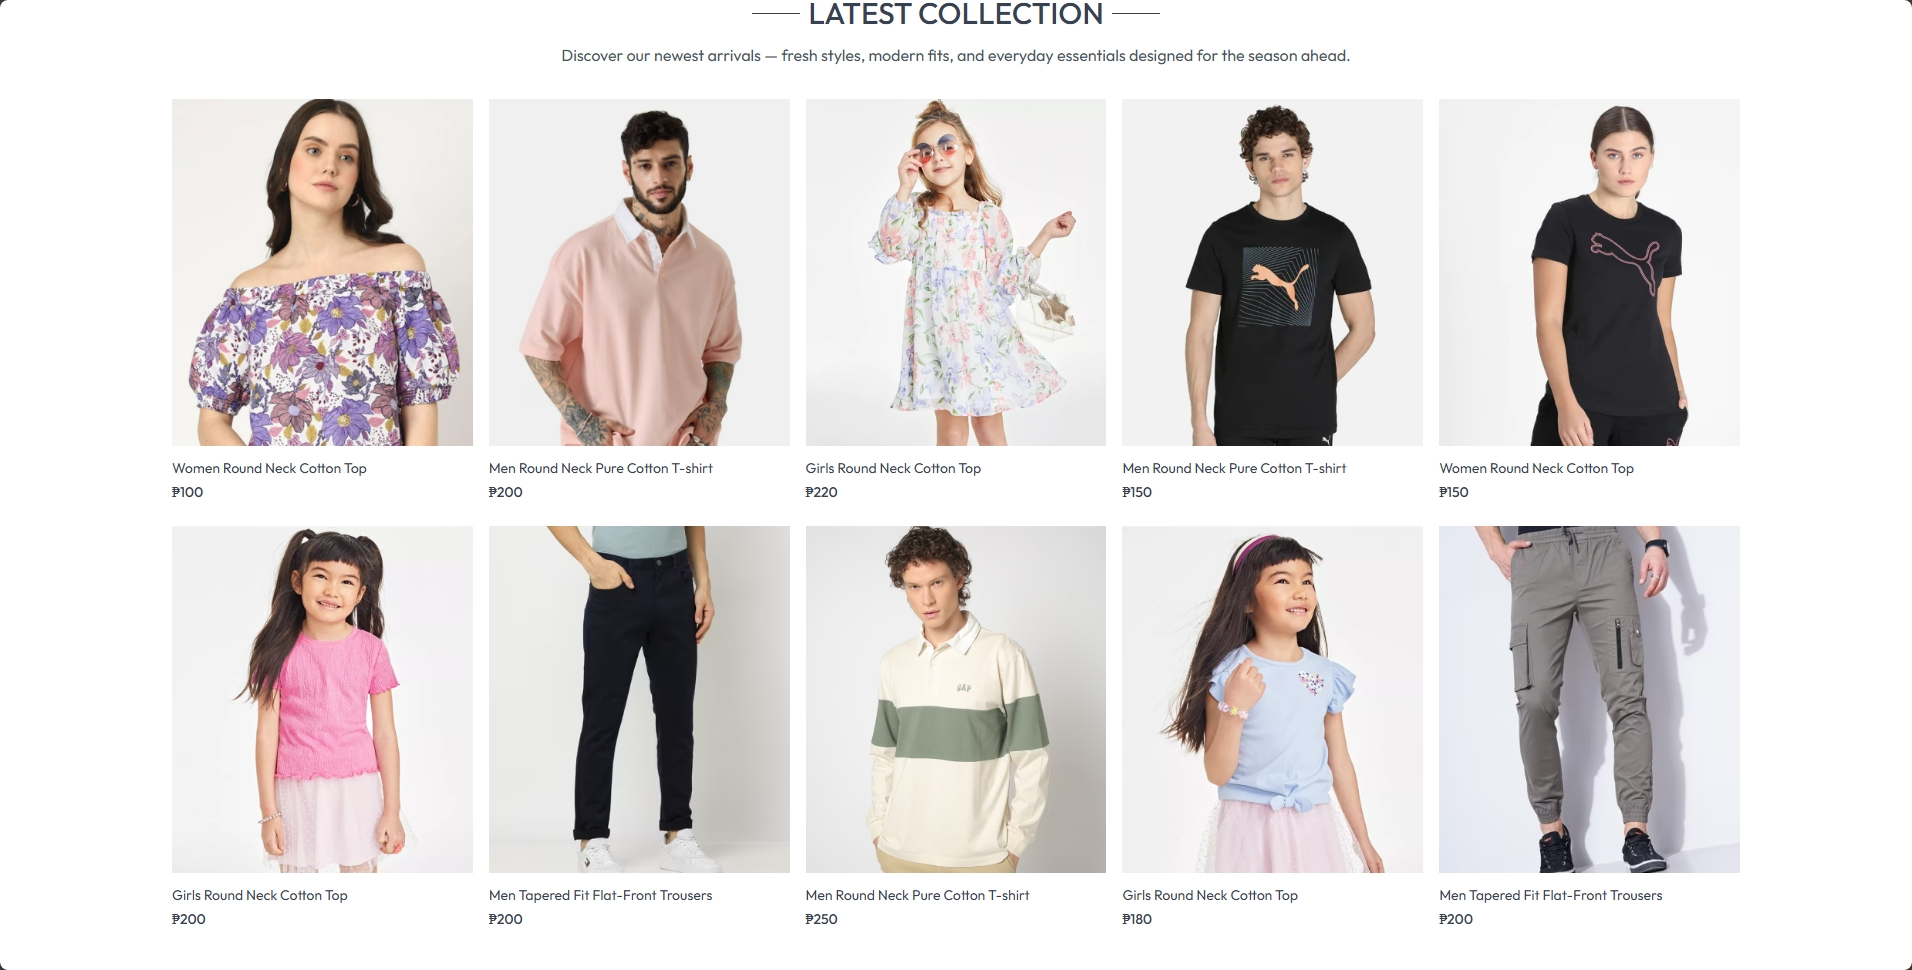 LATEST COLLECTION
Discover our newest arrivals — fresh styles, modern fits, and everyday essentials designed for the season ahead.
Women Round Neck Cotton Top
₱100
Men Round Neck Pure Cotton T-shirt
₱200
Girls Round Neck Cotton Top
₱220
Men Round Neck Pure Cotton T-shirt
₱150
Women Round Neck Cotton Top
₱150
GAP
Girls Round Neck Cotton Top
₱200
Men Tapered Fit Flat-Front Trousers
₱200
Men Round Neck Pure Cotton T-shirt
₱250
Girls Round Neck Cotton Top
₱180
Men Tapered Fit Flat-Front Trousers
₱200